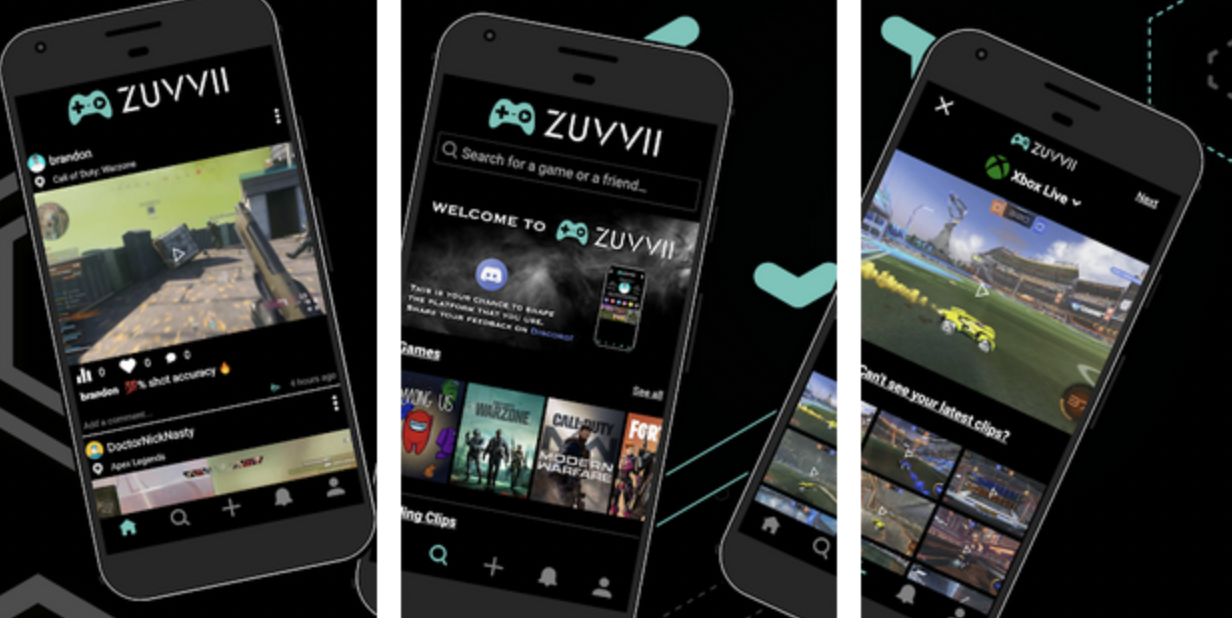 ZUVVII
brandon
Call of Duty: Warzone
0 0 0
brandon 💯% shot accuracy 🔥
6 hours ago
Add a comment...
DoctorNickNasty
Apex Legends
ZUVVII
Search for a game or a friend...
WELCOME TO ZUVVII
THIS IS YOUR CHANCE TO SHAPE
THE PLATFORM THAT YOU USE.
SHARE YOUR FEEDBACK ON DISCORD!
Games
See all
AMONG US
WARZONE
CALL OF DUTY
MODERN
WARFARE
FOR
ing Clips
ZUVVII
Xbox Live
Next
37
Can't see your latest clips?